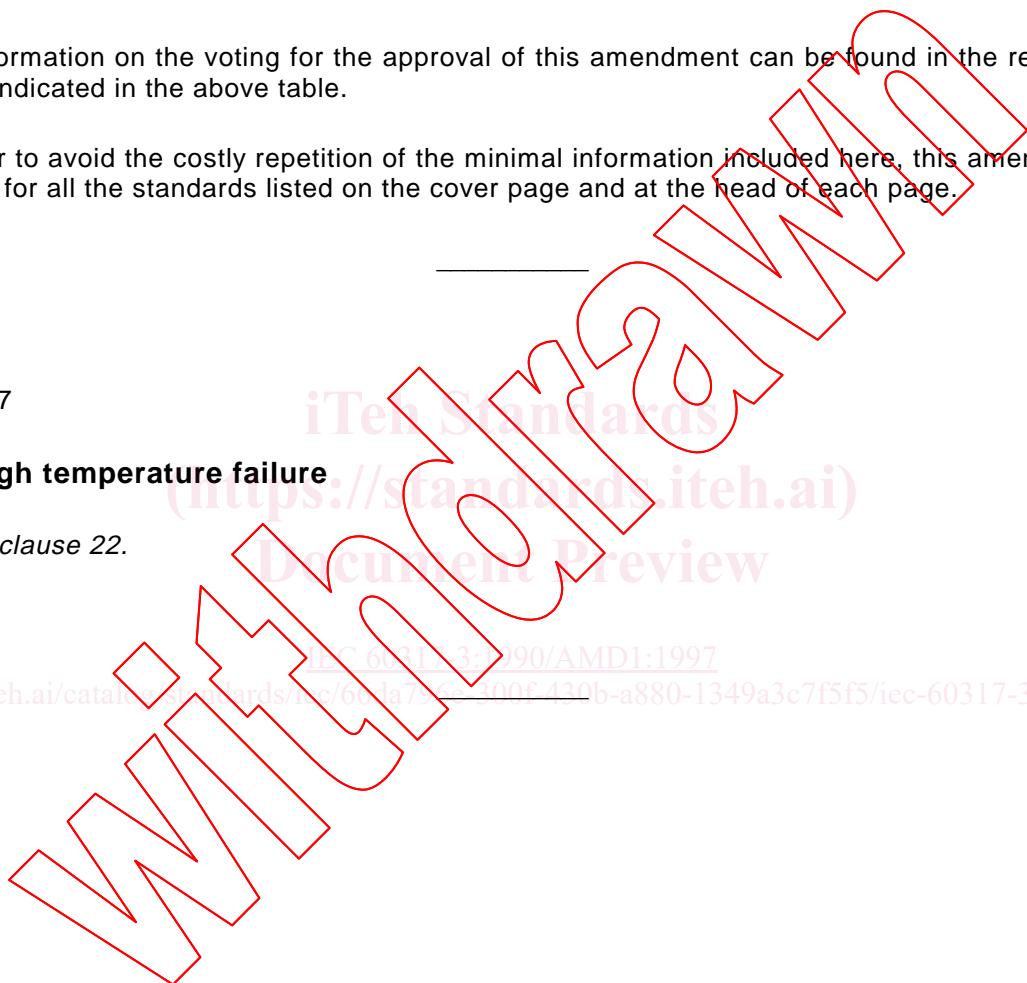 ormation on the voting for the approval of this amendment can be found in the re
ndicated in the above table.
r to avoid the costly repetition of the minimal information included here, this amen
for all the standards listed on the cover page and at the head of each page.
7
iTeh Standards
gh temperature failure
(https://standards.iteh.ai)
clause 22.
Document Preview
withdrawn
IEC 60317-3:1990/AMD1:1997
eh.ai/catalog/standards/iec/
-300f-430b-a880-1349a3c7f5f5/iec-60317-3